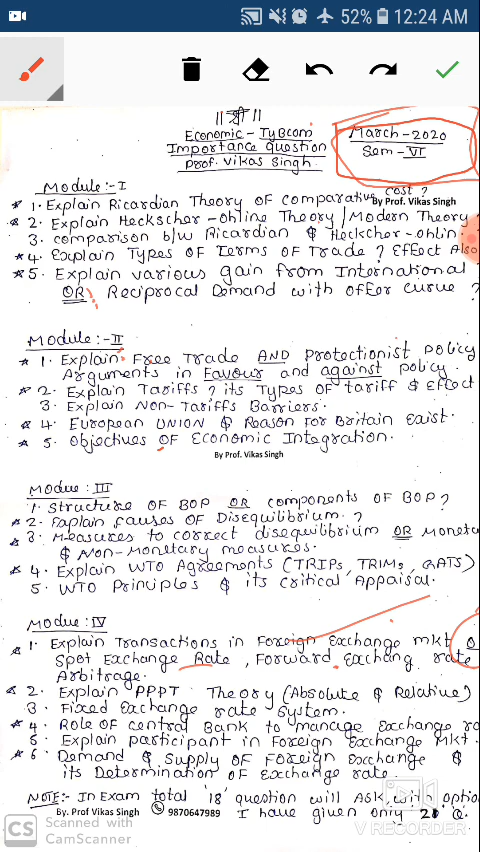 52% 12:24 AM
|| श्री ||
Economic - TyBcom
Importance question
Prof. Vikas Singh.
March-2020
Sem-VI
Module:-I
* 1. Explain Ricardian Theory of comparative cost?
By Prof. Vikas Singh
* 2. Explain Heckscher-ohline Theory / Modern Theory
3. comparison b/w Ricardian & Heckcher-ohlin:
* 4. Explain Types of Terms of Trade? Effect Also
* 5. Explain various gain from International
OR Reciprocal Demand with offer curve?
Module:-II
* 1. Explain: Free Trade AND Protectionist policy
Arguments in Favour and against policy.
* 2. Explain Tariffs? its Types of tariff & Effect
3. Explain Non-Tariffs Barriers.
* 4. European UNION & Reason for Britain Exist.
* 5. Objectives OF Economic Integration.
By Prof. Vikas Singh
Modue: III
1. Structure OF BOP OR components OF BOP?
* 2. Explain causes OF Disequilibrium.?
* 3. Measures to correct disequilibrium OR Moneta
& Non-Monetary measures.
* 4. Explain WTO Agreements (TRIPs, TRIMs, GATS)
5. WTO Principles & its critical Appaisal.
Modue: IV
* 1. Explain Transactions in Foreign Exchange mkt O
Spot Exchange Rate, Forward Exchang rate
Arbitrage.
* 2. Explain PPPT Theory (Absolute & Relative)
3. Fixed Exchange rate System.
* 4. Role of central Bank to manage Exchange ra
5. Explain participant in Foreign Exchange Mkt.
* 6. Demand & Supply OF Foreign Exchange &
its Determination OF Exchange rate.
NOTE:- In Exam total '18' question will Ask with option
By. Prof Vikas Singh 9870647989 I have given only 21 Q.
CS Scanned with
CamScanner
V RECORDER